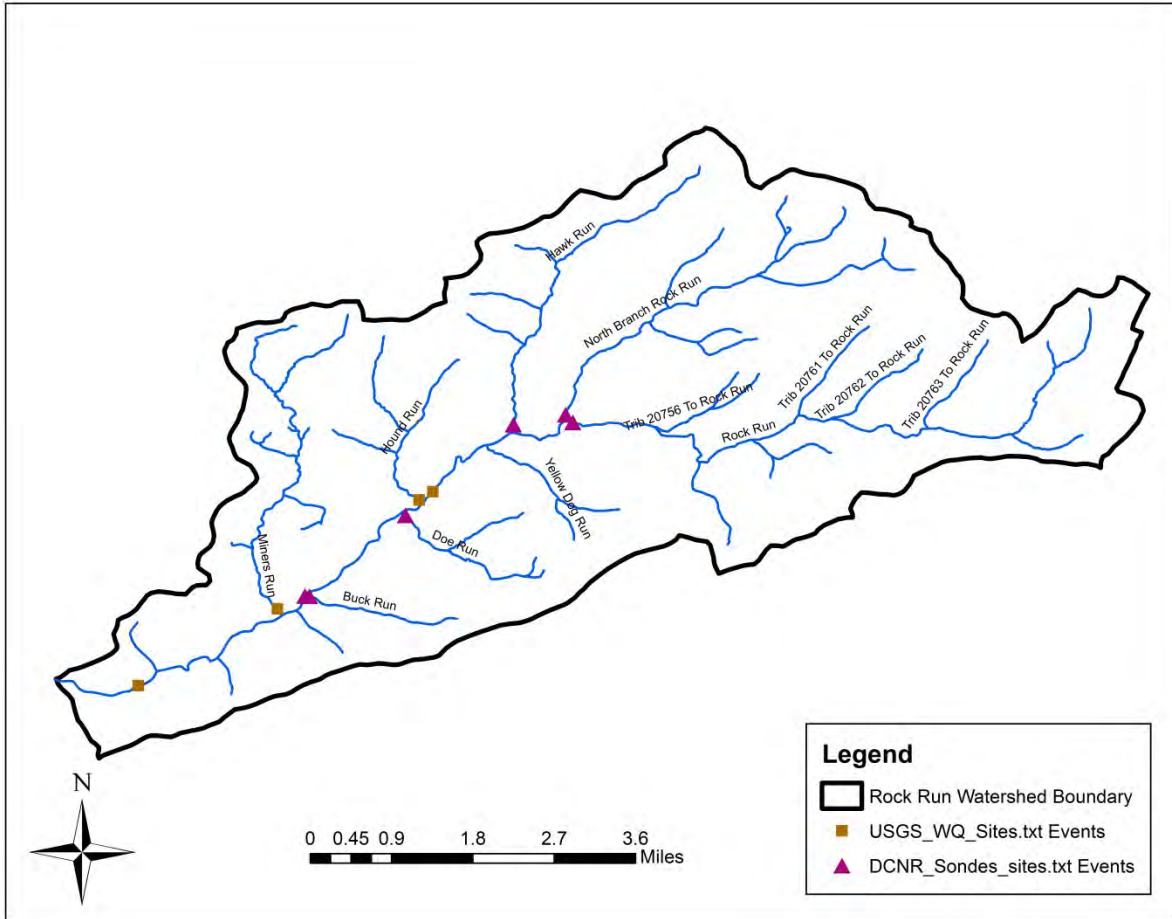 Hawk Run
North Branch Rock Run
Trib 20761 To Rock Run
Trib 20762 To Rock Run
Trib 20763 To Rock Run
Trib 20756 To Rock Run
Rock Run
Hound Run
Yellow Dog Run
Doe Run
Miners Run
Buck Run
N
0 0.45 0.9 1.8 2.7 3.6
Miles
Legend
Rock Run Watershed Boundary
USGS_WQ_Sites.txt Events
DCNR_Sondes_sites.txt Events